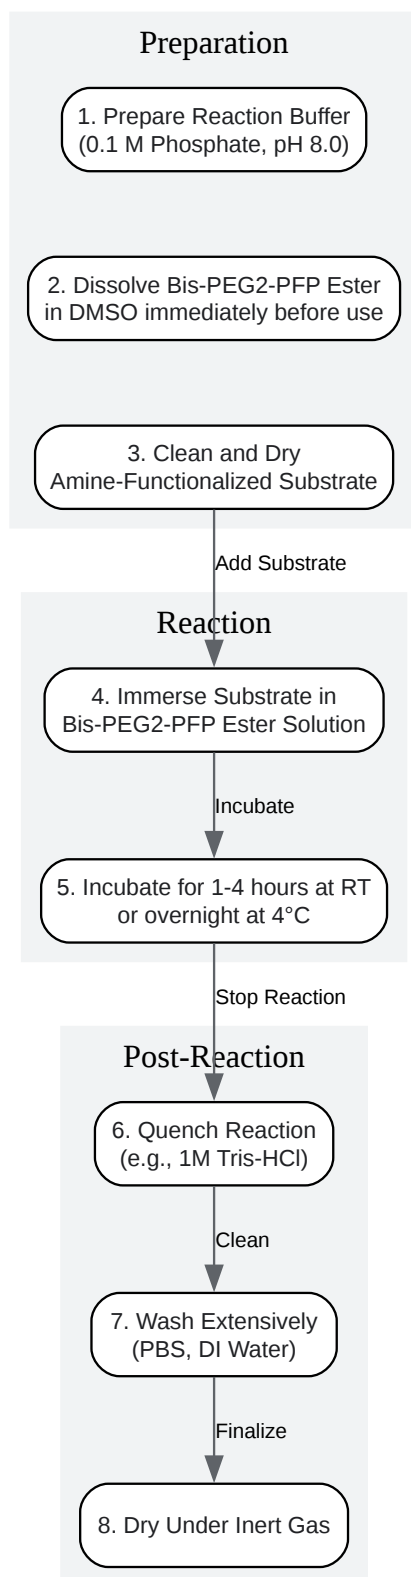 Preparation
1. Prepare Reaction Buffer
(0.1 M Phosphate, pH 8.0)
2. Dissolve Bis-PEG2-PFP Ester
in DMSO immediately before use
3. Clean and Dry
Amine-Functionalized Substrate
Add Substrate
Reaction
4. Immerse Substrate in
Bis-PEG2-PFP Ester Solution
Incubate
5. Incubate for 1-4 hours at RT
or overnight at 4°C
Stop Reaction
Post-Reaction
6. Quench Reaction
(e.g., 1M Tris-HCl)
Clean
7. Wash Extensively
(PBS, DI Water)
Finalize
8. Dry Under Inert Gas